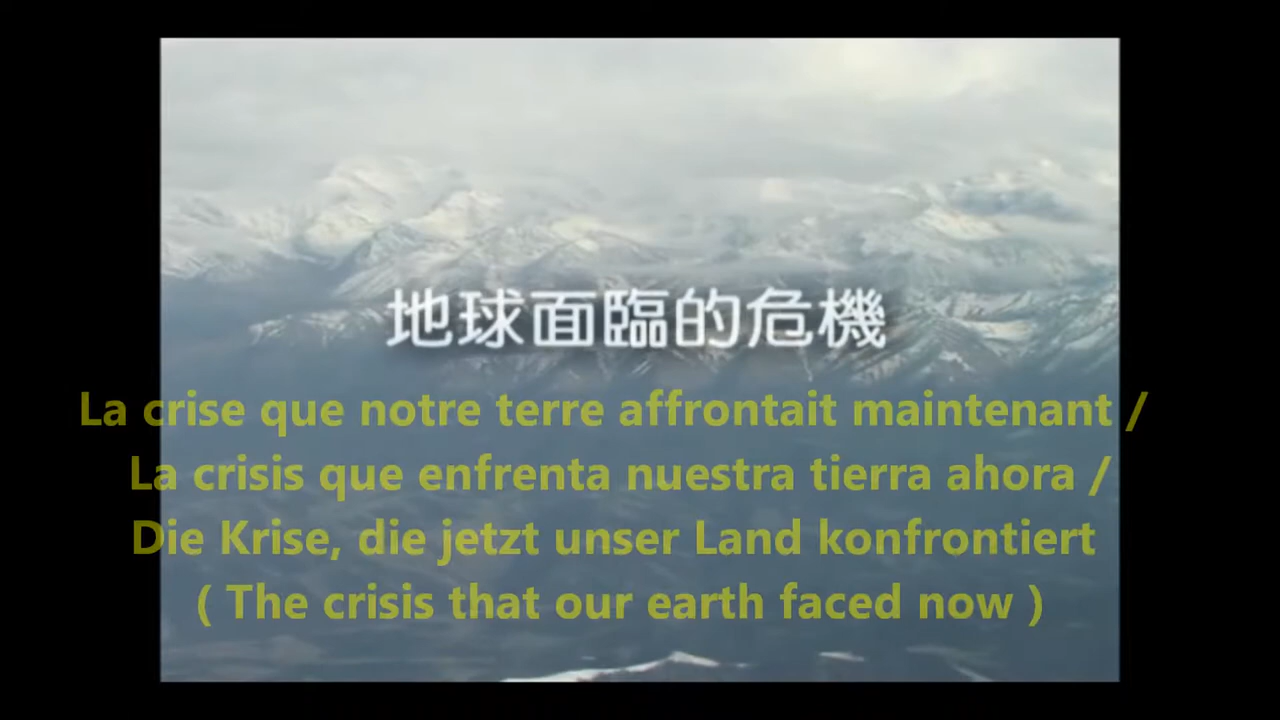 地球面臨的危機
La crise que notre terre affrontait maintenant /
La crisis que enfrenta nuestra tierra ahora /
Die Krise, die jetzt unser Land konfrontiert
( The crisis that our earth faced now )